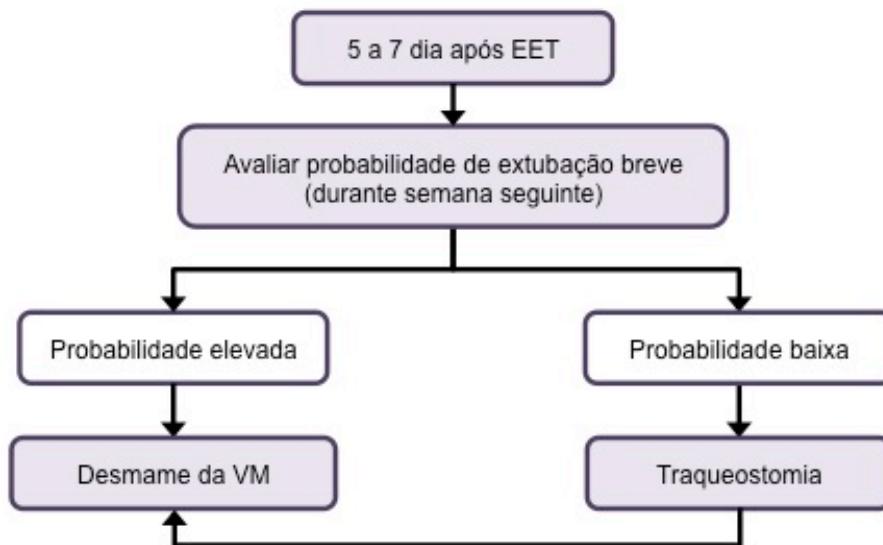 5 a 7 dia após EET
Avaliar probabilidade de extubação breve
(durante semana seguinte)
Probabilidade elevada
Probabilidade baixa
Desmame da VM
Traqueostomia